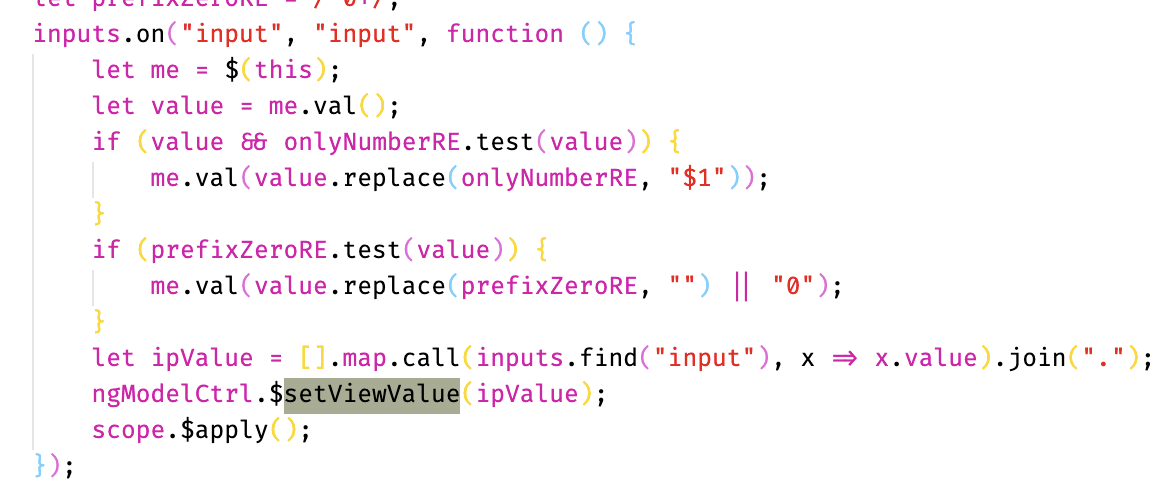 let prefixZeroRE = /^0+/;
inputs.on("input", "input", function () {
let me = $(this);
let value = me.val();
if (value && onlyNumberRE.test(value)) {
me.val(value.replace(onlyNumberRE, "$1"));
}
if (prefixZeroRE.test(value)) {
me.val(value.replace(prefixZeroRE, "") || "0");
}
let ipValue = [].map.call(inputs.find("input"), x => x.value).join(".");
ngModelCtrl.$setViewValue(ipValue);
scope.$apply();
});